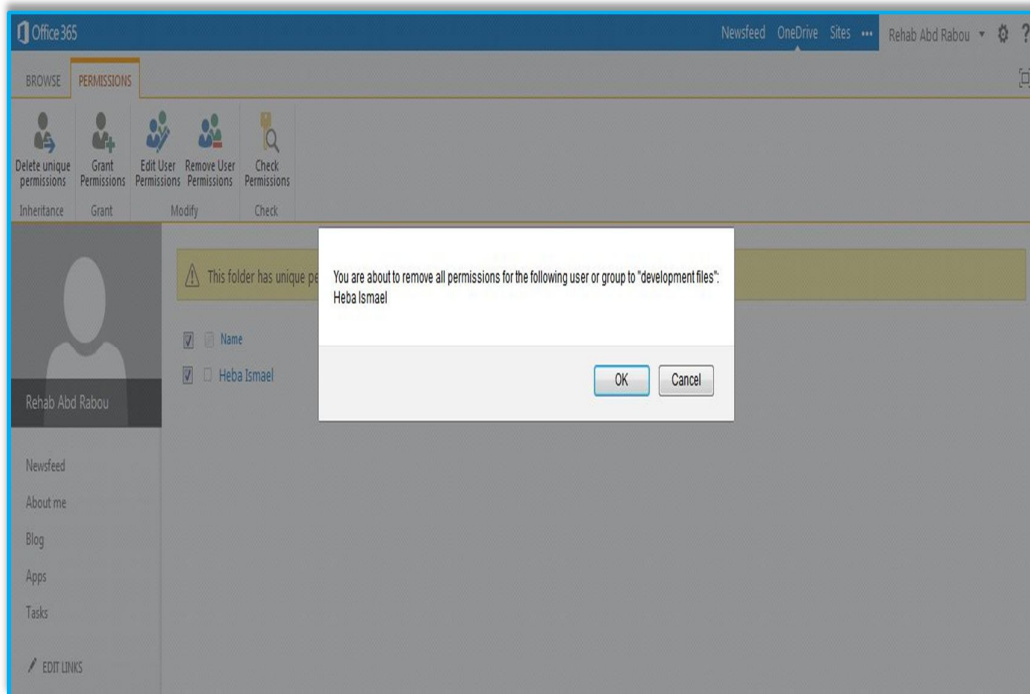 Office 365
Newsfeed OneDrive Sites ••• Rehab Abd Rabou ?
BROWSE PERMISSIONS
Delete unique permissions
Grant Permissions
Edit User Permissions
Remove User Permissions
Check Permissions
Inheritance Grant Modify Check
This folder has unique pe
You are about to remove all permissions for the following user or group to "development files":
Heba Ismael
OK Cancel
Name
Heba Ismael
Rehab Abd Rabou
Newsfeed
About me
Blog
Apps
Tasks
EDIT LINKS